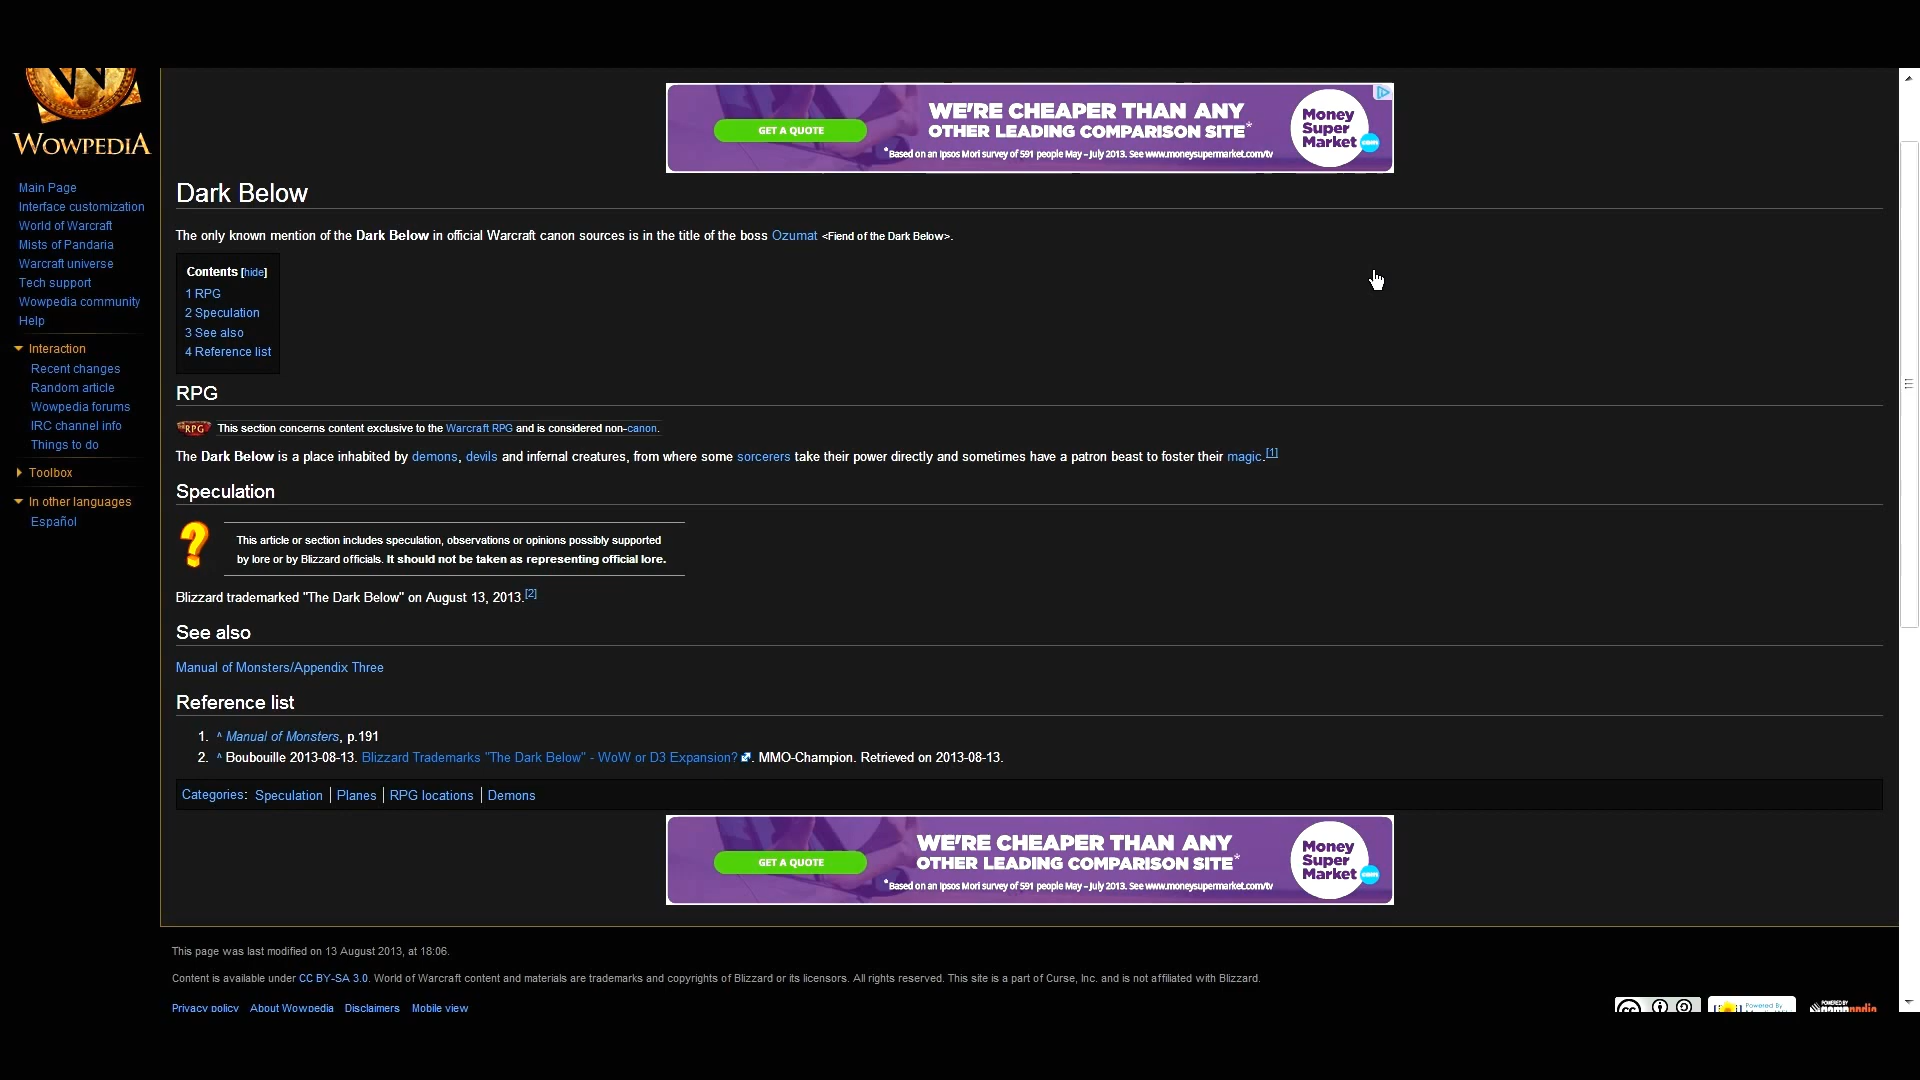 WOWPEDIA
Main Page
Interface customization
World of Warcraft
Mists of Pandaria
Warcraft universe
Tech support
Wowpedia community
Help
Interaction
Recent changes
Random article
Wowpedia forums
IRC channel info
Things to do
Toolbox
In other languages
Español
GET A QUOTE
WE'RE CHEAPER THAN ANY
OTHER LEADING COMPARISON SITE*
*Based on an Ipsos Mori survey of 591 people May – July 2013. See www.moneysupermarket.com/tv
Money
Super
Market
.com
Dark Below
The only known mention of the Dark Below in official Warcraft canon sources is in the title of the boss Ozumat <Fiend of the Dark Below>.
Contents [hide]
1 RPG
2 Speculation
3 See also
4 Reference list
RPG
RPG This section concerns content exclusive to the Warcraft RPG and is considered non-canon.
The Dark Below is a place inhabited by demons, devils and infernal creatures, from where some sorcerers take their power directly and sometimes have a patron beast to foster their magic.[1]
Speculation
? This article or section includes speculation, observations or opinions possibly supported
by lore or by Blizzard officials. It should not be taken as representing official lore.
Blizzard trademarked "The Dark Below" on August 13, 2013.[2]
See also
Manual of Monsters/Appendix Three
Reference list
1. ^ Manual of Monsters, p.191
2. ^ Boubouille 2013-08-13. Blizzard Trademarks "The Dark Below" - WoW or D3 Expansion? . MMO-Champion. Retrieved on 2013-08-13.
Categories: Speculation | Planes | RPG locations | Demons
GET A QUOTE
WE'RE CHEAPER THAN ANY
OTHER LEADING COMPARISON SITE*
*Based on an Ipsos Mori survey of 591 people May – July 2013. See www.moneysupermarket.com/tv
Money
Super
Market
.com
This page was last modified on 13 August 2013, at 18:06.
Content is available under CC BY-SA 3.0. World of Warcraft content and materials are trademarks and copyrights of Blizzard or its licensors. All rights reserved. This site is a part of Curse, Inc. and is not affiliated with Blizzard.
Privacy policy About Wowpedia Disclaimers Mobile view
cc
Powered By
POWERED BY